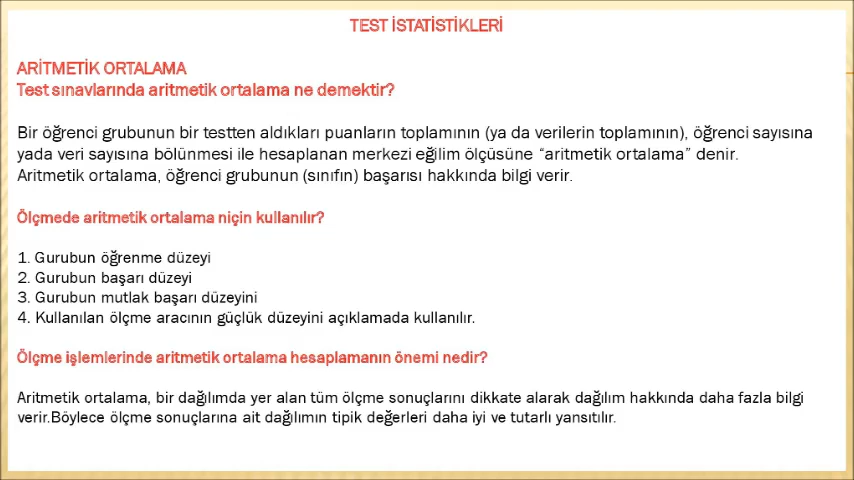 TEST İSTATİSTİKLERİ
ARİTMETİK ORTALAMA
Test sınavlarında aritmetik ortalama ne demektir?
Bir öğrenci grubunun bir testten aldıkları puanların toplamının (ya da verilerin toplamının), öğrenci sayısına
yada veri sayısına bölünmesi ile hesaplanan merkezi eğilim ölçüsüne “aritmetik ortalama” denir.
Aritmetik ortalama, öğrenci grubunun (sınıfın) başarısı hakkında bilgi verir.
Ölçmede aritmetik ortalama niçin kullanılır?
1. Gurubun öğrenme düzeyi
2. Gurubun başarı düzeyi
3. Gurubun mutlak başarı düzeyini
4. Kullanılan ölçme aracının güçlük düzeyini açıklamada kullanılır.
Ölçme işlemlerinde aritmetik ortalama hesaplamanın önemi nedir?
Aritmetik ortalama, bir dağılımda yer alan tüm ölçme sonuçlarını dikkate alarak dağılım hakkında daha fazla bilgi
verir.Böylece ölçme sonuçlarına ait dağılımın tipik değerleri daha iyi ve tutarlı yansıtılır.